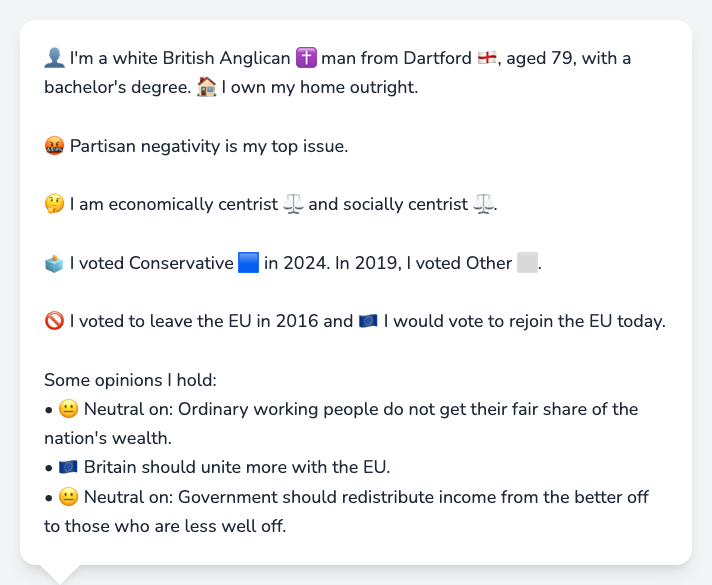 👤 I'm a white British Anglican ✝️ man from Dartford 🏴󠁧󠁢󠁥󠁮󠁧󠁿, aged 79, with a
bachelor's degree. 🏠 I own my home outright.
🤬 Partisan negativity is my top issue.
🤔 I am economically centrist ⚖️ and socially centrist ⚖️.
🗳️ I voted Conservative 🟦 in 2024. In 2019, I voted Other ⬜.
🚫 I voted to leave the EU in 2016 and 🇪🇺 I would vote to rejoin the EU today.
Some opinions I hold:
• 😐 Neutral on: Ordinary working people do not get their fair share of the
nation's wealth.
• 🇪🇺 Britain should unite more with the EU.
• 😐 Neutral on: Government should redistribute income from the better off
to those who are less well off.